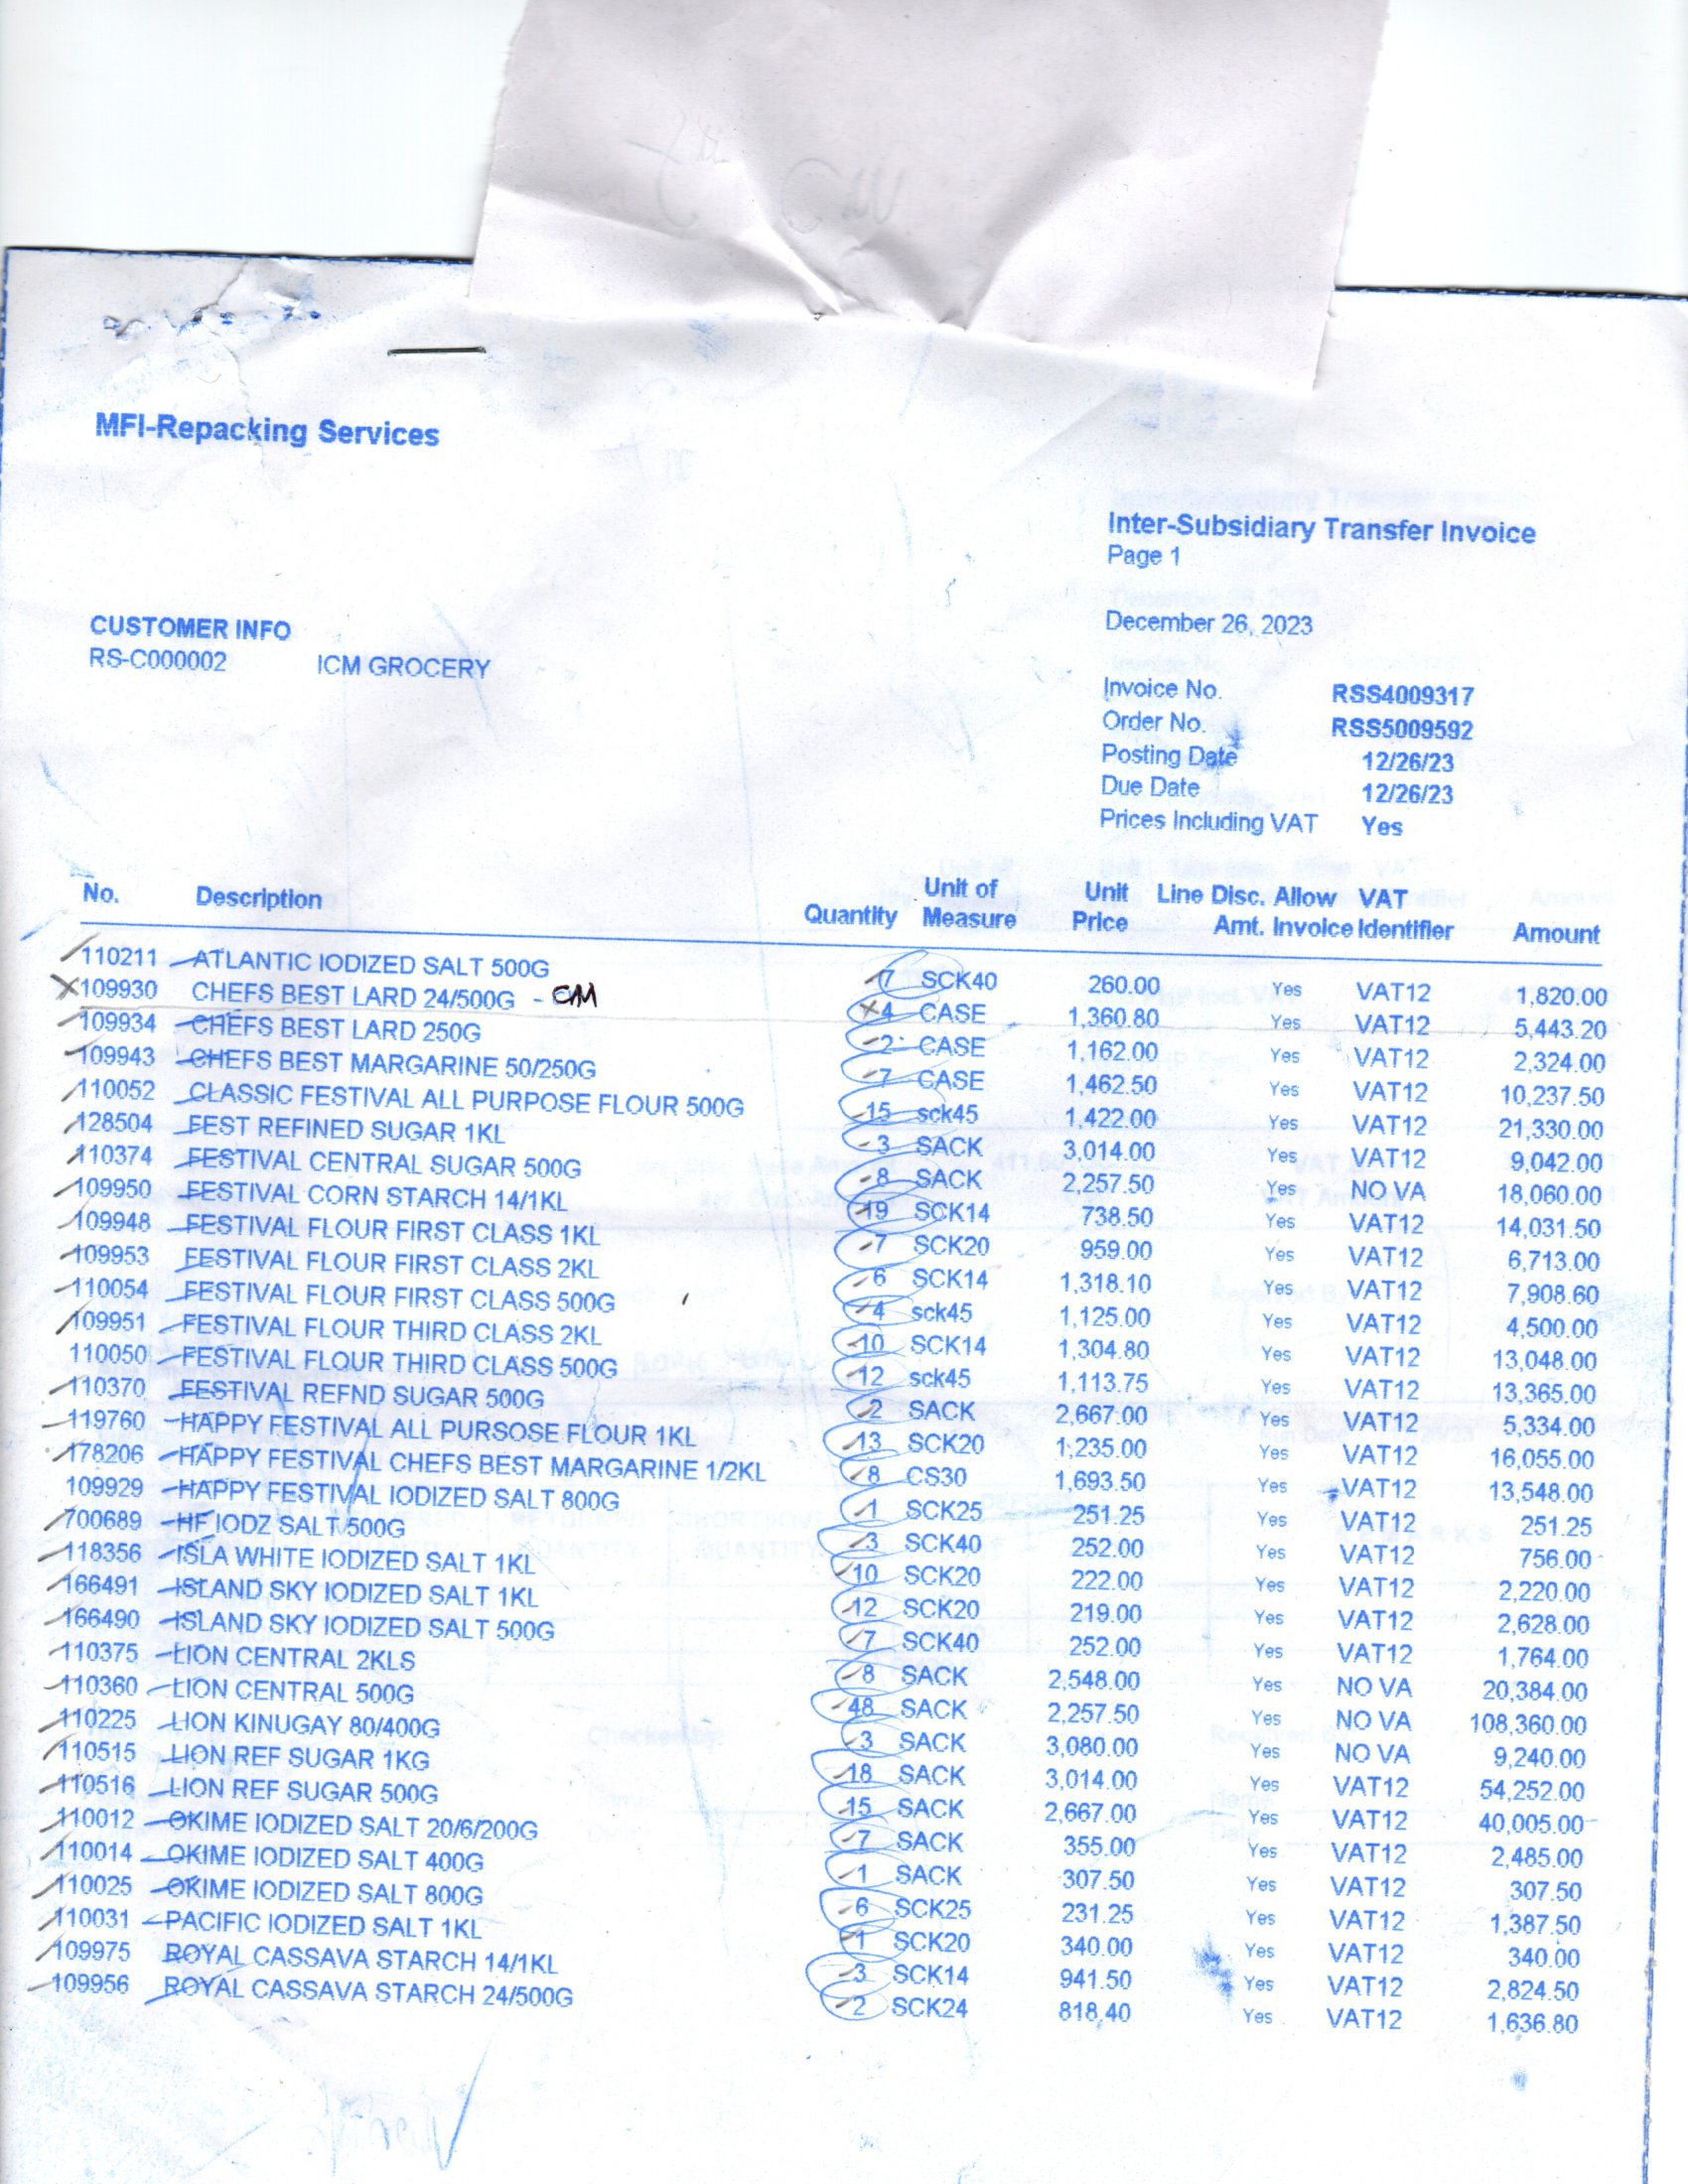 MFI-Repacking Services
Inter-Subsidiary Transfer Invoice
Page 1
December 26, 2023
CUSTOMER INFO
RS-C000002 ICM GROCERY
Invoice No. RSS4009317
Order No. RSS5009592
Posting Date 12/26/23
Due Date 12/26/23
Prices Including VAT Yes
No. Description Quantity Unit of Measure Unit Price Line Disc. Amt. Allow Invoice VAT Identifier Amount
110211 ATLANTIC IODIZED SALT 500G 7 SCK40 260.00 Yes VAT12 1,820.00
109930 CHEFS BEST LARD 24/500G - CM 4 CASE 1,360.80 Yes VAT12 5,443.20
109934 CHEFS BEST LARD 250G 2 CASE 1,162.00 Yes VAT12 2,324.00
109943 CHEFS BEST MARGARINE 50/250G 7 CASE 1,462.50 Yes VAT12 10,237.50
110052 CLASSIC FESTIVAL ALL PURPOSE FLOUR 500G 15 sck45 1,422.00 Yes VAT12 21,330.00
128504 FEST REFINED SUGAR 1KL 3 SACK 3,014.00 Yes VAT12 9,042.00
110374 FESTIVAL CENTRAL SUGAR 500G 8 SACK 2,257.50 Yes NO VA 18,060.00
109950 FESTIVAL CORN STARCH 14/1KL 19 SCK14 738.50 Yes VAT12 14,031.50
109948 FESTIVAL FLOUR FIRST CLASS 1KL 7 SCK20 959.00 Yes VAT12 6,713.00
109953 FESTIVAL FLOUR FIRST CLASS 2KL 6 SCK14 1,318.10 Yes VAT12 7,908.60
110054 FESTIVAL FLOUR FIRST CLASS 500G 4 sck45 1,125.00 Yes VAT12 4,500.00
109951 FESTIVAL FLOUR THIRD CLASS 2KL 10 SCK14 1,304.80 Yes VAT12 13,048.00
110050 FESTIVAL FLOUR THIRD CLASS 500G 12 sck45 1,113.75 Yes VAT12 13,365.00
110370 FESTIVAL REFND SUGAR 500G 2 SACK 2,667.00 Yes VAT12 5,334.00
119760 HAPPY FESTIVAL ALL PURSOSE FLOUR 1KL 13 SCK20 1,235.00 Yes VAT12 16,055.00
178206 HAPPY FESTIVAL CHEFS BEST MARGARINE 1/2KL 8 CS30 1,693.50 Yes VAT12 13,548.00
109929 HAPPY FESTIVAL IODIZED SALT 800G 1 SCK25 251.25 Yes VAT12 251.25
700689 HF IODZ SALT 500G 3 SCK40 252.00 Yes VAT12 756.00
118356 ISLA WHITE IODIZED SALT 1KL 10 SCK20 222.00 Yes VAT12 2,220.00
166491 ISLAND SKY IODIZED SALT 1KL 12 SCK20 219.00 Yes VAT12 2,628.00
166490 ISLAND SKY IODIZED SALT 500G 7 SCK40 252.00 Yes VAT12 1,764.00
110375 LION CENTRAL 2KLS 8 SACK 2,548.00 Yes NO VA 20,384.00
110360 LION CENTRAL 500G 48 SACK 2,257.50 Yes NO VA 108,360.00
110225 LION KINUGAY 80/400G 3 SACK 3,080.00 Yes NO VA 9,240.00
110515 LION REF SUGAR 1KG 18 SACK 3,014.00 Yes VAT12 54,252.00
110516 LION REF SUGAR 500G 15 SACK 2,667.00 Yes VAT12 40,005.00
110012 OKIME IODIZED SALT 20/6/200G 7 SACK 355.00 Yes VAT12 2,485.00
110014 OKIME IODIZED SALT 400G 1 SACK 307.50 Yes VAT12 307.50
110025 OKIME IODIZED SALT 800G 6 SCK25 231.25 Yes VAT12 1,387.50
110031 PACIFIC IODIZED SALT 1KL 1 SCK20 340.00 Yes VAT12 340.00
109975 ROYAL CASSAVA STARCH 14/1KL 3 SCK14 941.50 Yes VAT12 2,824.50
109956 ROYAL CASSAVA STARCH 24/500G 2 SCK24 818.40 Yes VAT12 1,636.80